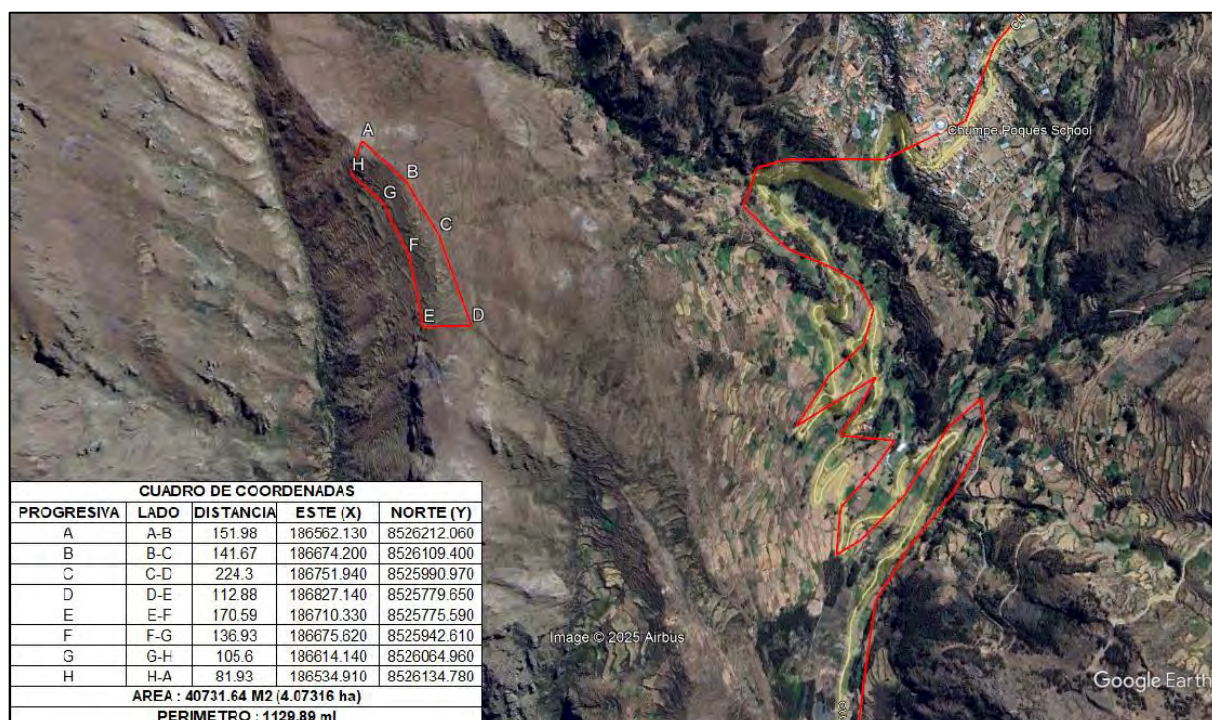 A
H
B
G
C
F
E
D
Chumpe Poques School
CUADRO DE COORDENADAS
PROGRESIVA LADO DISTANCIA ESTE (X) NORTE (Y)
A A-B 151.98 186562.130 8526212.060
B B-C 141.67 186674.200 8526109.400
C C-D 224.3 186751.940 8525990.970
D D-E 112.88 186827.140 8525779.650
E E-F 170.59 186710.330 8525775.590
F F-G 136.93 186675.620 8525942.610
G G-H 105.6 186614.140 8526064.960
H H-A 81.93 186534.910 8526134.780
AREA : 40731.64 M2 (4.07316 ha)
PERIMETRO : 1129.89 ml
Image © 2025 Airbus
Google Earth